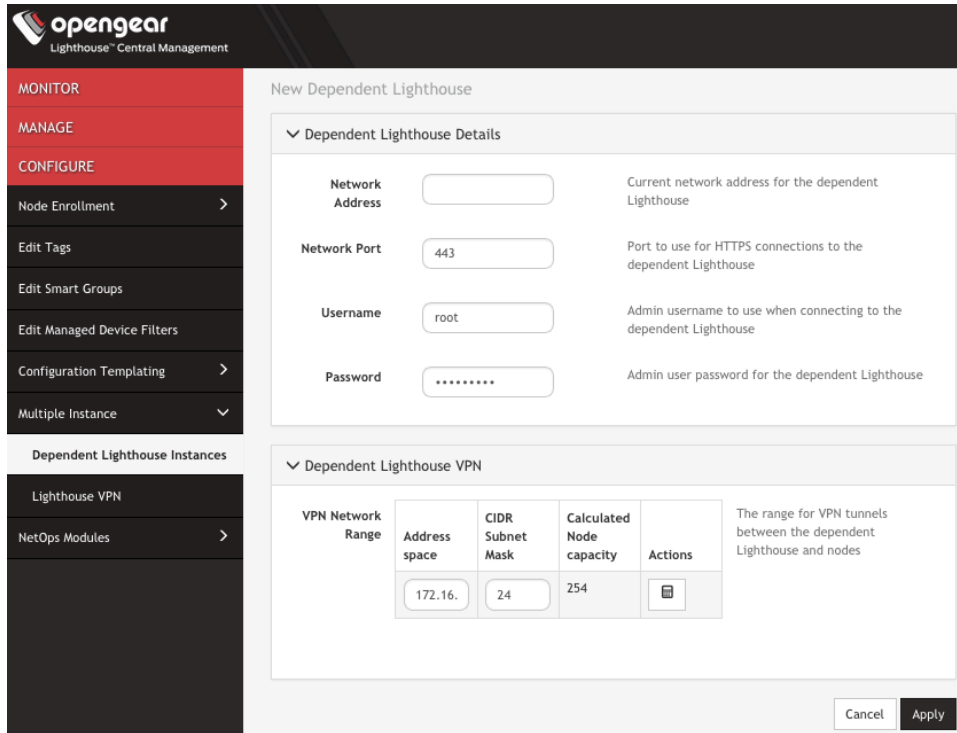 opengear
Lighthouse™ Central Management
MONITOR
MANAGE
CONFIGURE
Node Enrollment
Edit Tags
Edit Smart Groups
Edit Managed Device Filters
Configuration Templating
Multiple Instance
Dependent Lighthouse Instances
Lighthouse VPN
NetOps Modules
New Dependent Lighthouse
Dependent Lighthouse Details
Network
Address
Current network address for the dependent
Lighthouse
Network Port
443
Port to use for HTTPS connections to the
dependent Lighthouse
Username
root
Admin username to use when connecting to the
dependent Lighthouse
Password
•••••••••
Admin user password for the dependent Lighthouse
Dependent Lighthouse VPN
VPN Network
Range
Address
space
CIDR
Subnet
Mask
Calculated
Node
capacity
Actions
172.16.
24
254
The range for VPN tunnels
between the dependent
Lighthouse and nodes
Cancel
Apply